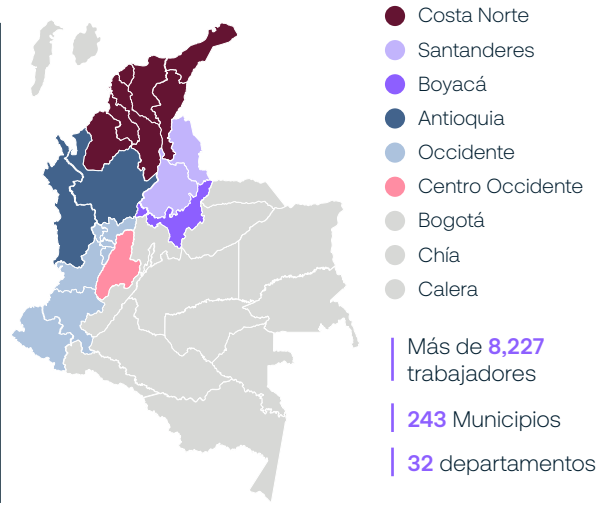 Costa Norte
Santanderes
Boyacá
Antioquia
Occidente
Centro Occidente
Bogotá
Chía
Calera
Más de 8,227
trabajadores
243 Municipios
32 departamentos